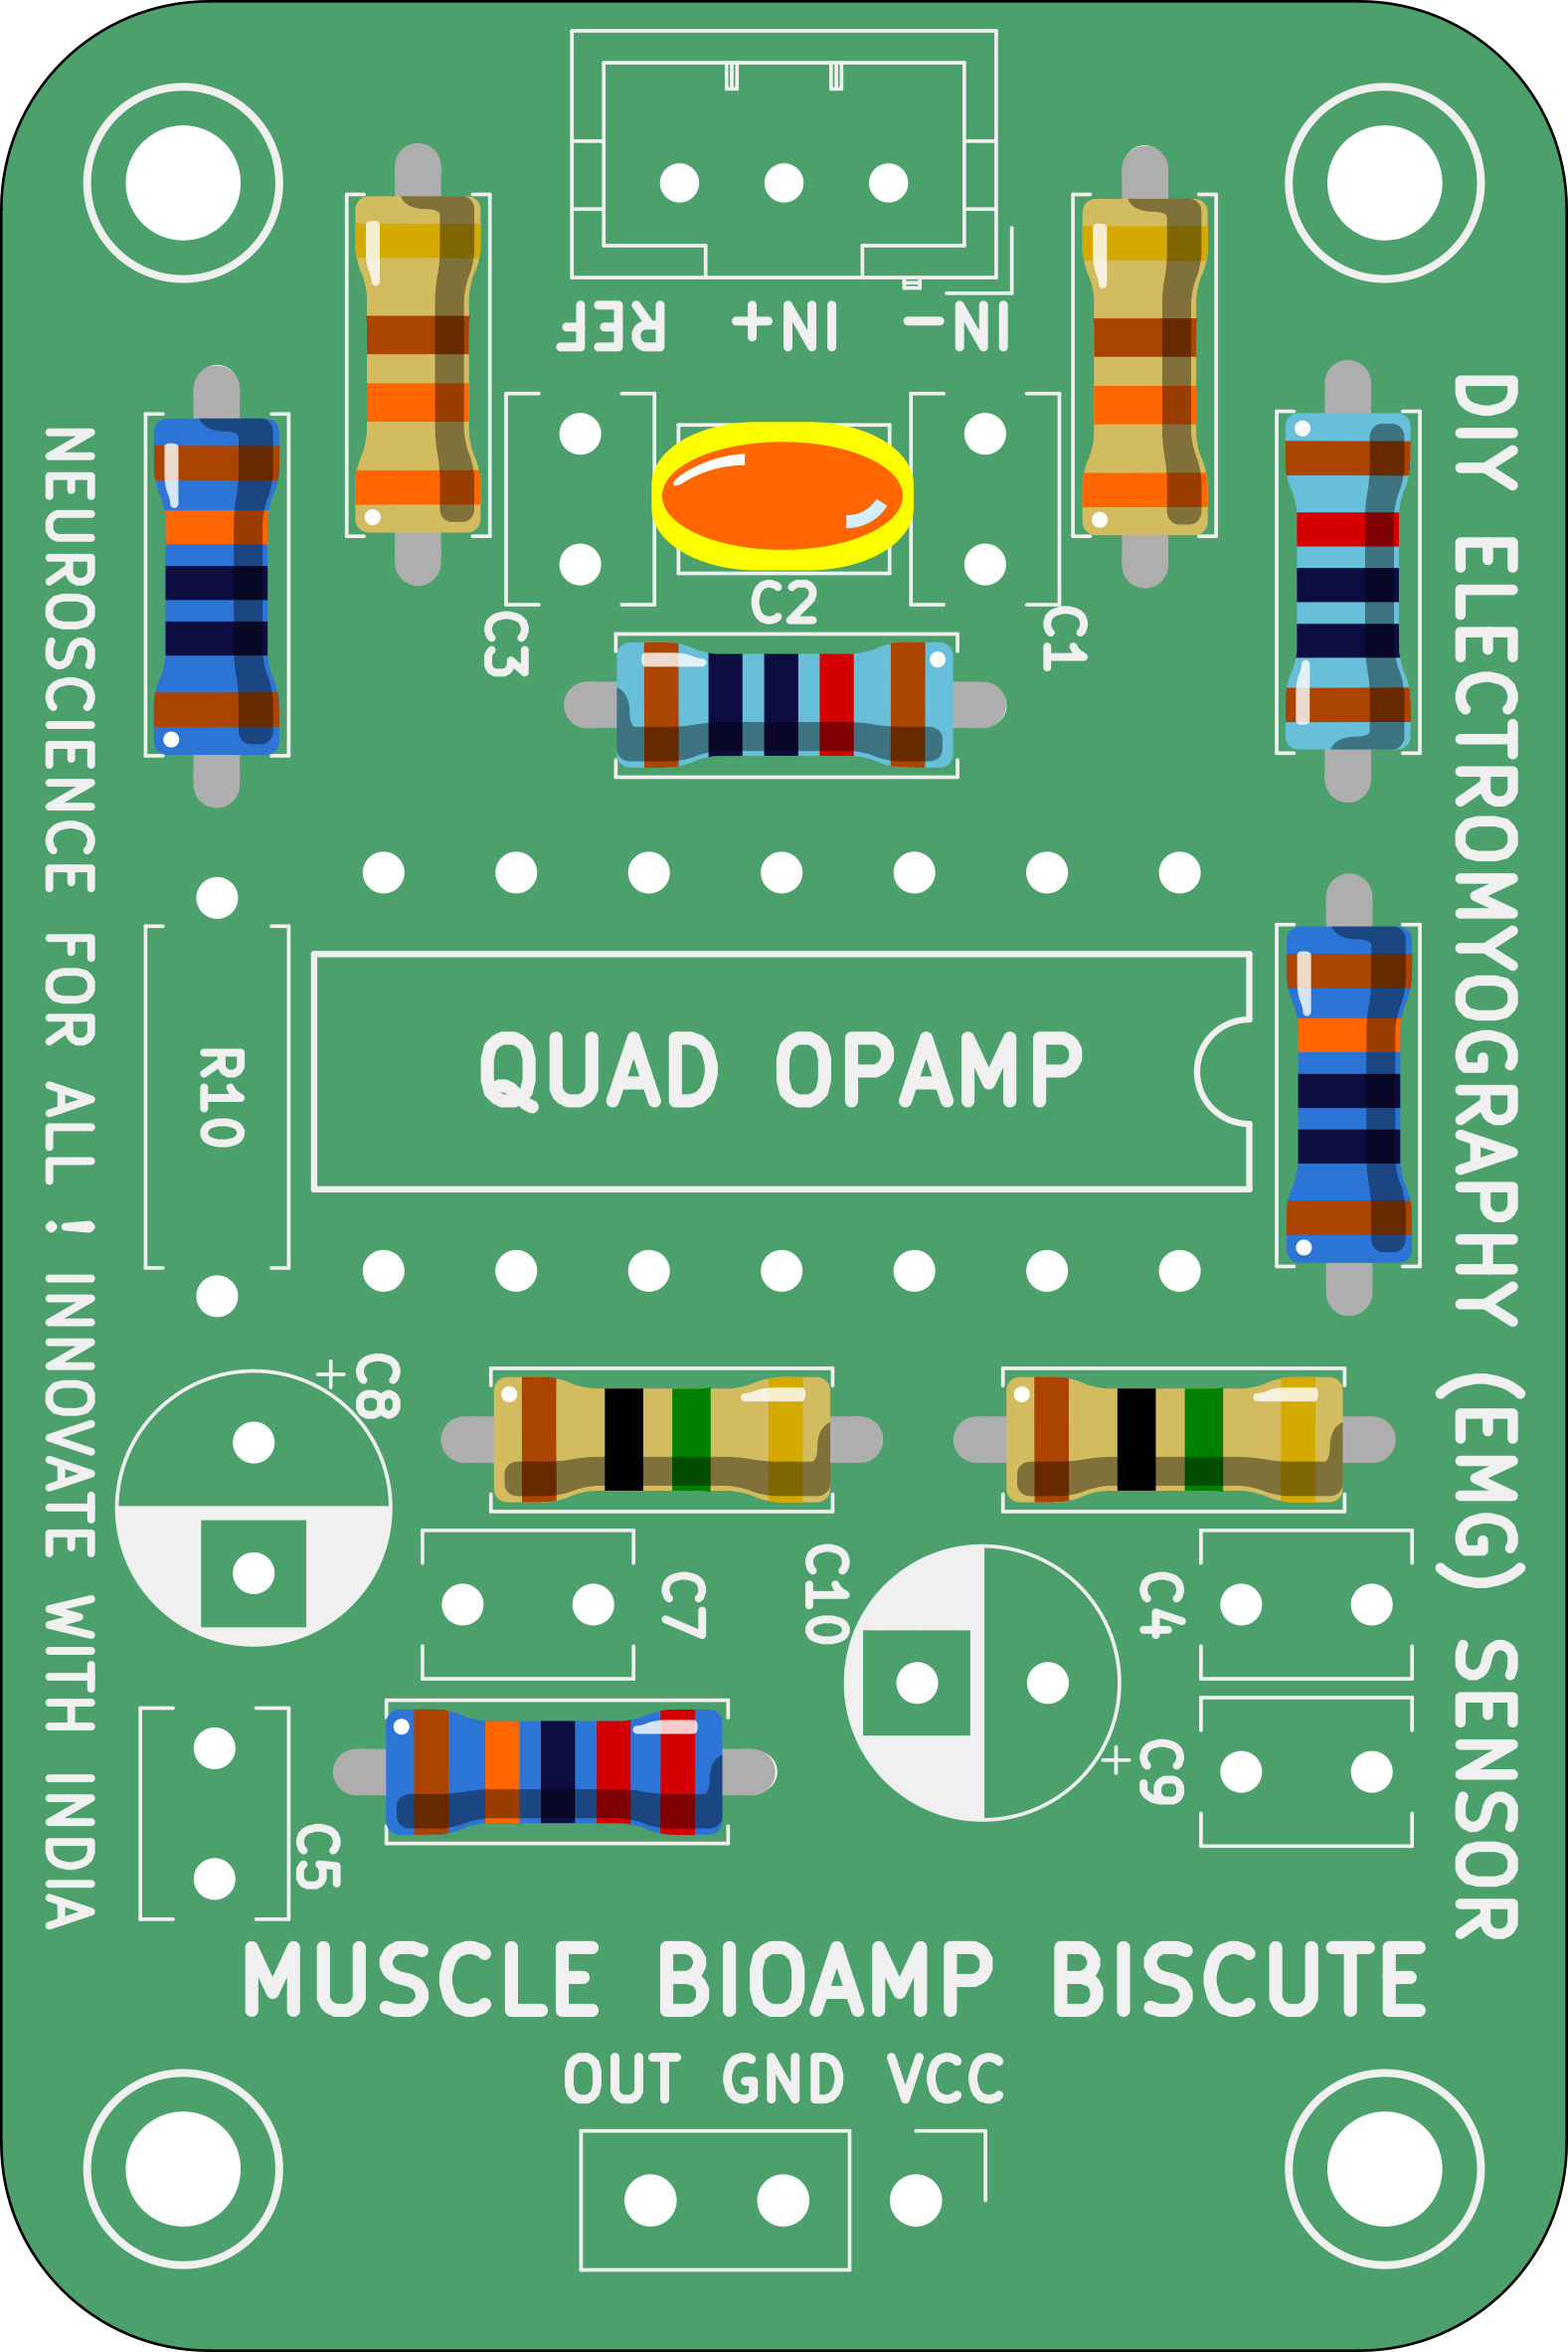 REF IN+ IN-
C3
C2
C1
NEUROSCIENCE FOR ALL ! INNOVATE WITH INDIA
DIY ELECTROMYOGRAPHY (EMG) SENSOR
R10
QUAD OPAMP
C8
C7
C10
C4
C9
C5
MUSCLE BIOAMP BISCUTE
OUT GND VCC